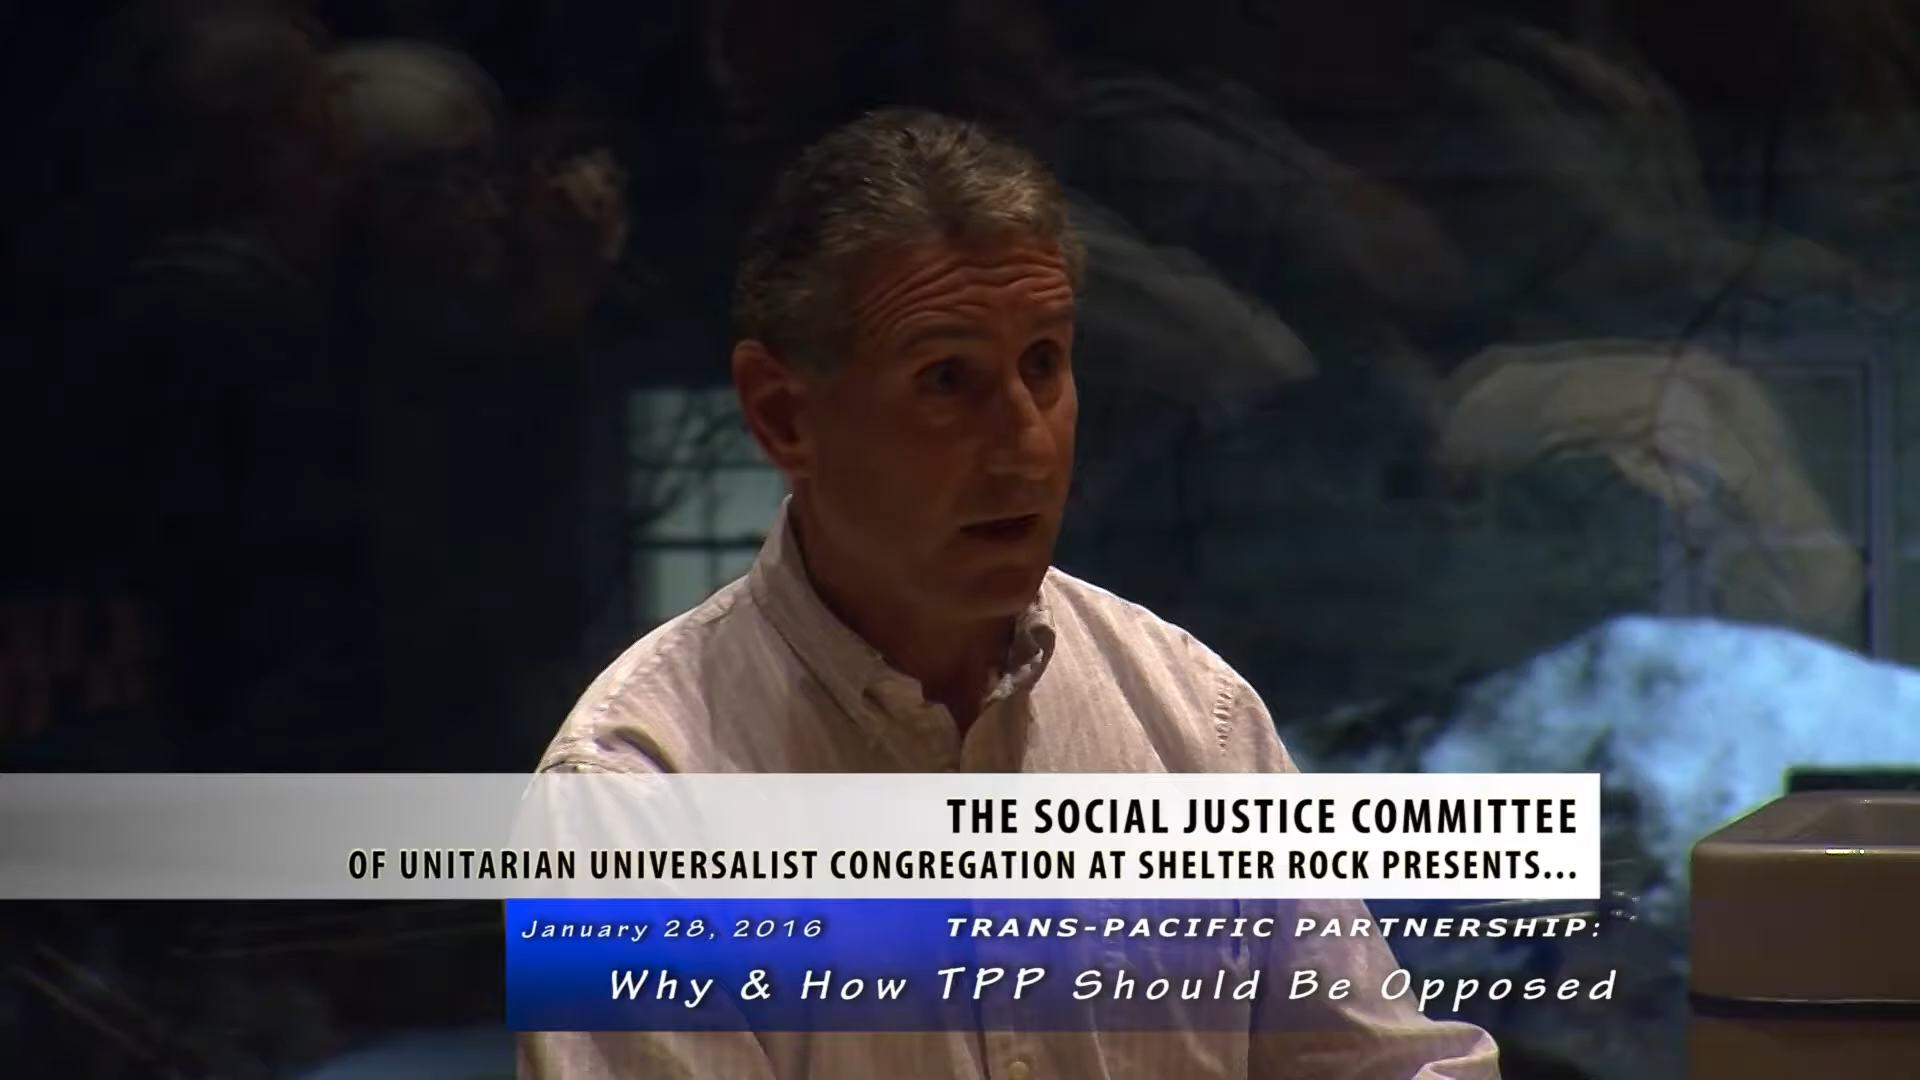 THE SOCIAL JUSTICE COMMITTEE
OF UNITARIAN UNIVERSALIST CONGREGATION AT SHELTER ROCK PRESENTS...
January 28, 2016 TRANS-PACIFIC PARTNERSHIP:
Why & How TPP Should Be Opposed